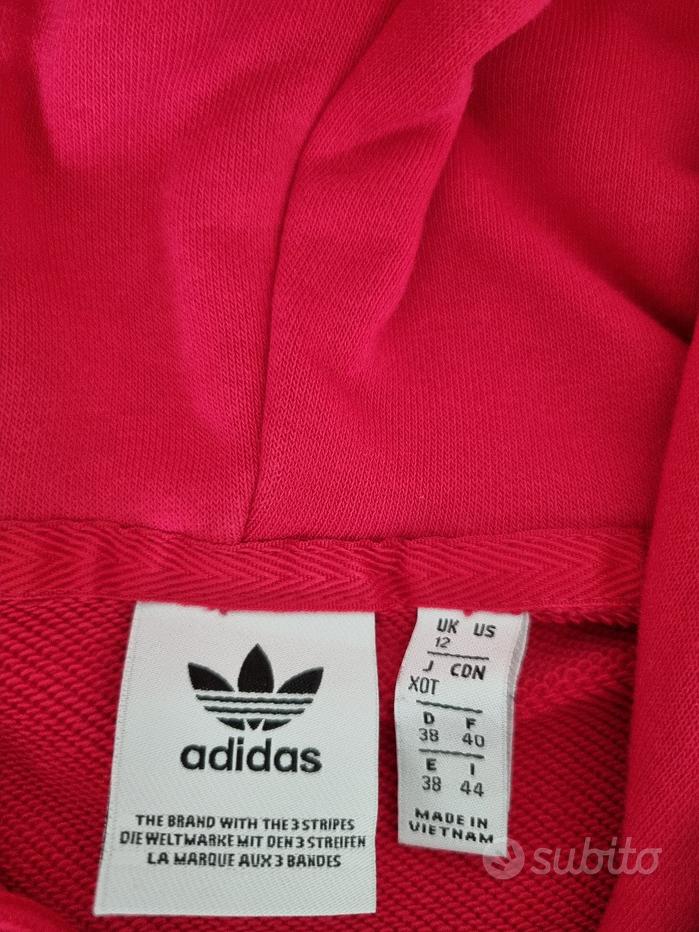 adidas
THE BRAND WITH THE 3 STRIPES
DIE WELTMARKE MIT DEN 3 STREIFEN
LA MARQUE AUX 3 BANDES
UK US
12
J CDN
XOT
D F
38 40
E I
38 44
MADE IN
VIETNAM
subito